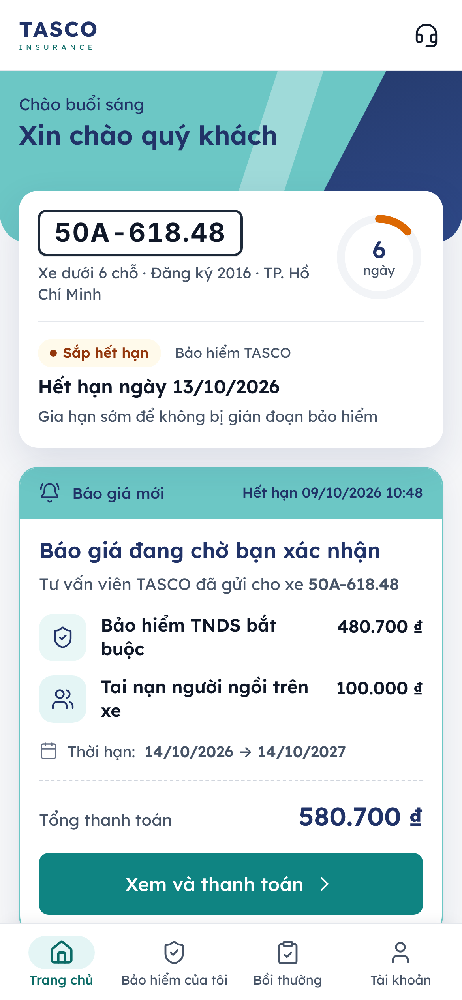 TASCO
INSURANCE
Chào buổi sáng
Xin chào quý khách
50A-618.48
Xe dưới 6 chỗ · Đăng ký 2016 · TP. Hồ
Chí Minh
6
ngày
Sắp hết hạn
Bảo hiểm TASCO
Hết hạn ngày 13/10/2026
Gia hạn sớm để không bị gián đoạn bảo hiểm
Báo giá mới
Hết hạn 09/10/2026 10:48
Báo giá đang chờ bạn xác nhận
Tư vấn viên TASCO đã gửi cho xe 50A-618.48
Bảo hiểm TNDS bắt
buộc
480.700 ₫
Tai nạn người ngồi trên
xe
100.000 ₫
Thời hạn: 14/10/2026 → 14/10/2027
Tổng thanh toán
580.700 ₫
Xem và thanh toán
Trang chủ
Bảo hiểm của tôi
Bồi thường
Tài khoản